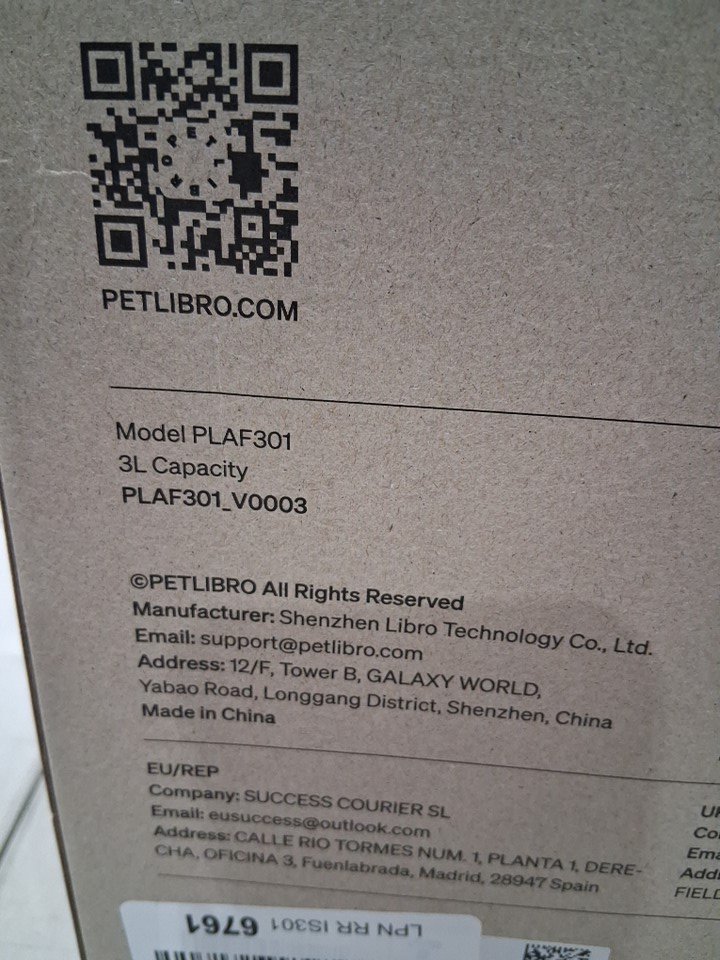 PETLIBRO
PETLIBRO.COM
Model PLAF301
3L Capacity
PLAF301_V0003
©PETLIBRO All Rights Reserved
Manufacturer: Shenzhen Libro Technology Co., Ltd.
Email: support@petlibro.com
Address: 12/F, Tower B, GALAXY WORLD,
Yabao Road, Longgang District, Shenzhen, China
Made in China
EU/REP
Company: SUCCESS COURIER SL
Email: eusuccess@outlook.com
Address: CALLE RIO TORMES NUM. 1, PLANTA 1, DERE-
CHA, OFICINA 3, Fuenlabrada, Madrid, 28947 Spain
FIELD
LPN RR IS301 6761